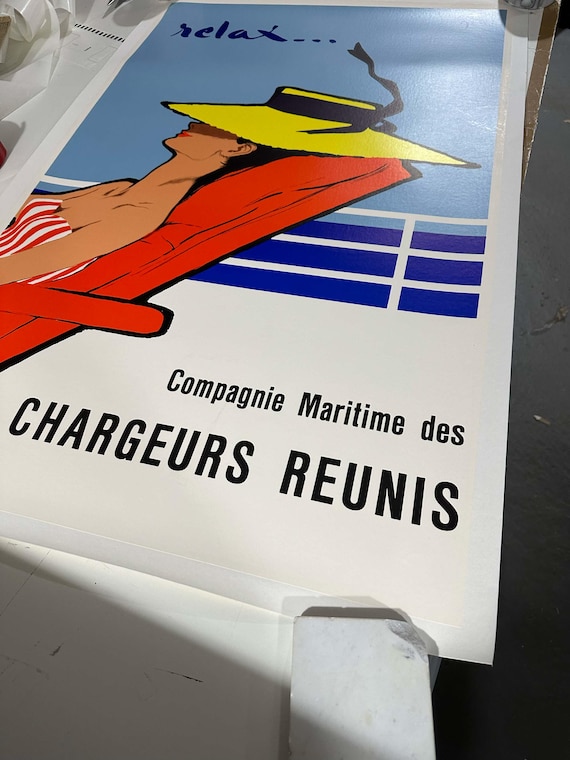 relax...
Compagnie Maritime des
CHARGEURS REUNIS